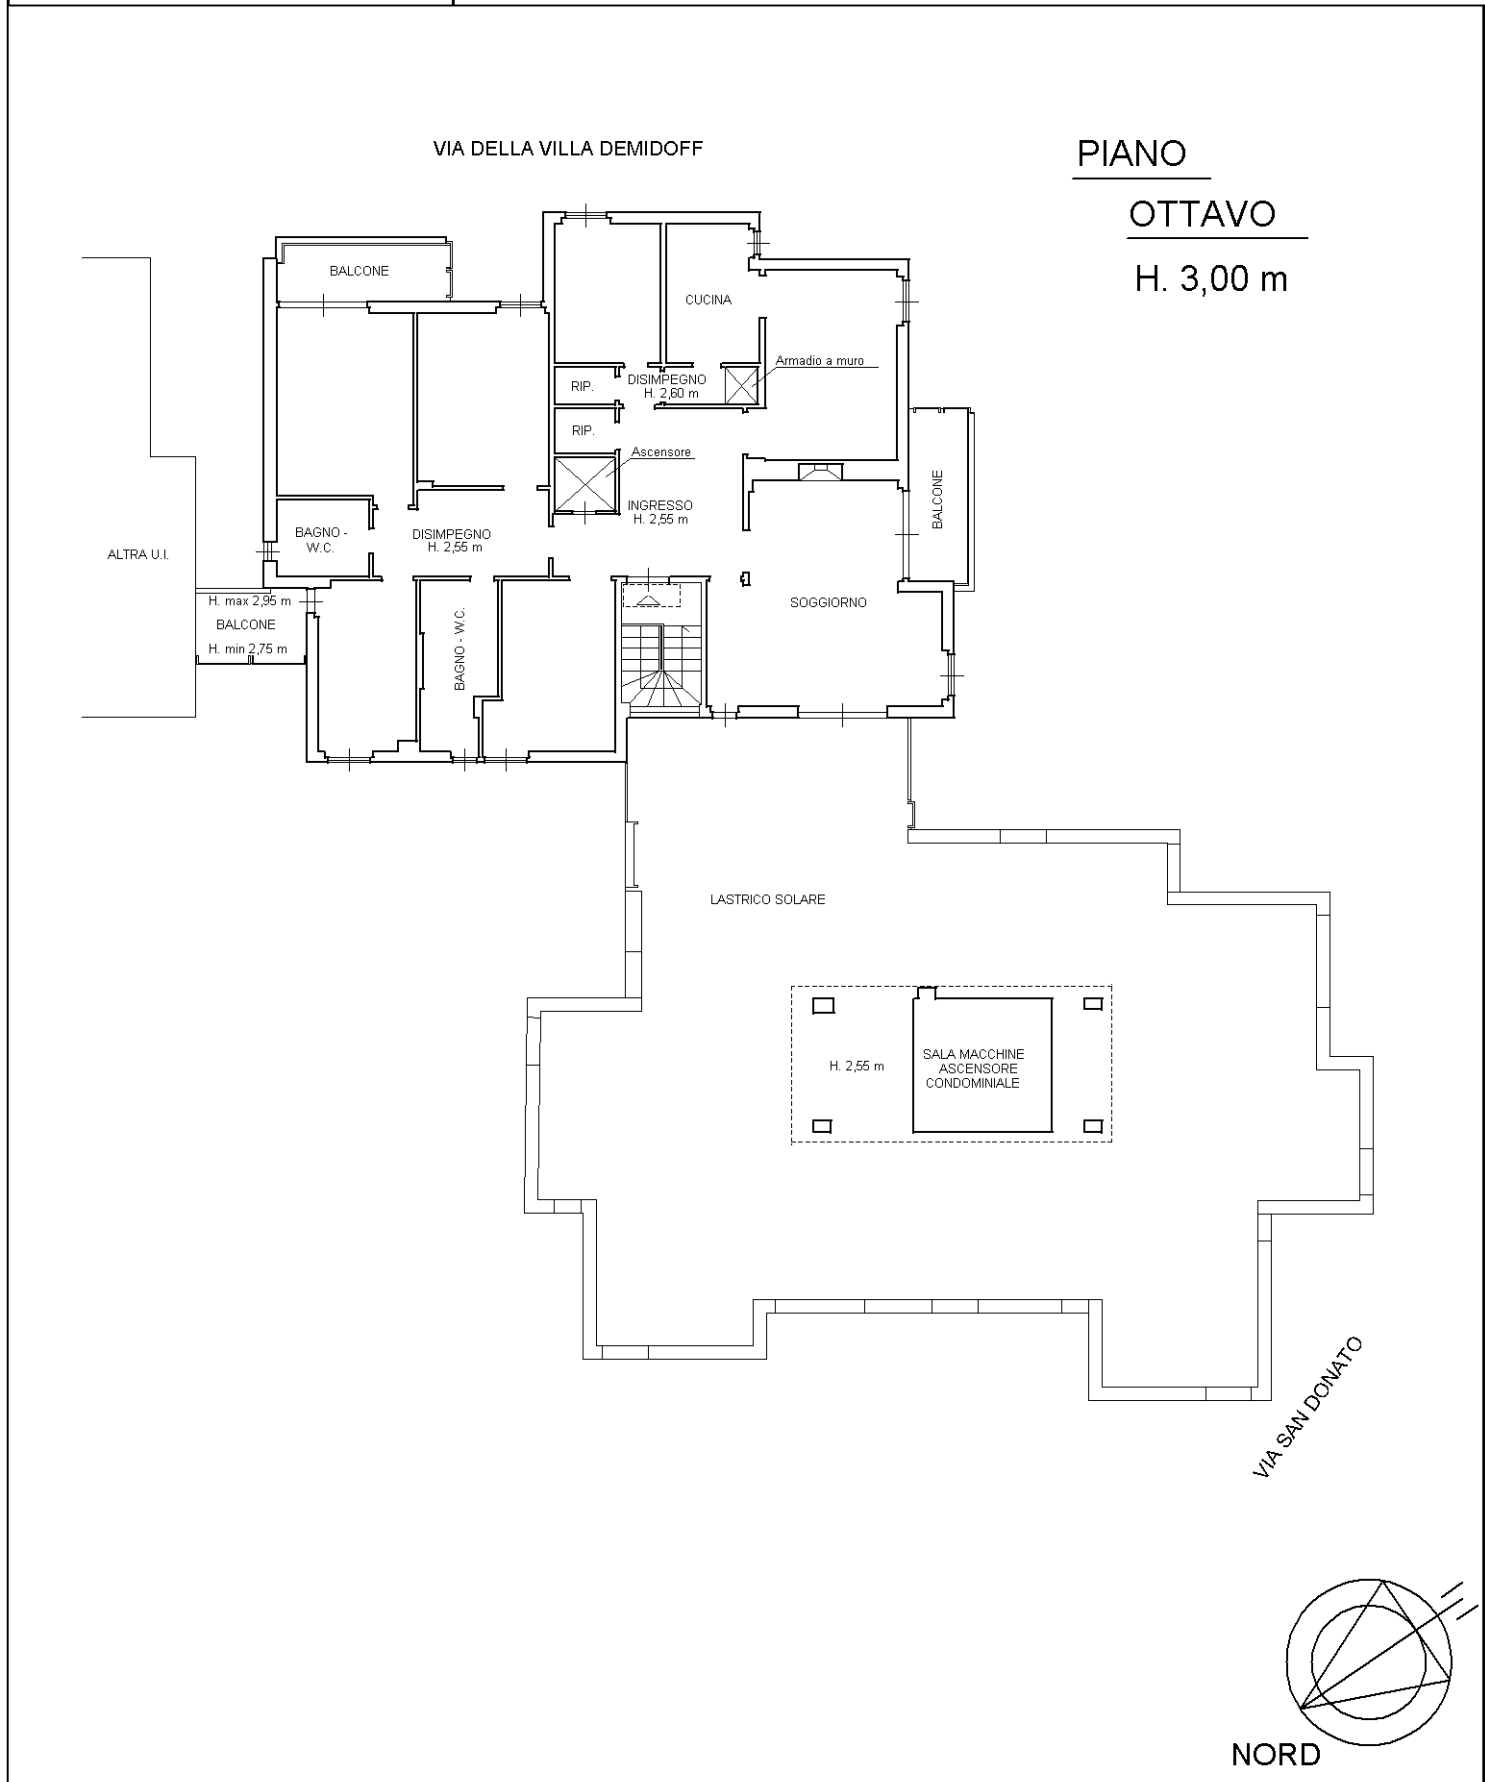 VIA DELLA VILLA DEMIDOFF
PIANO
OTTAVO
H. 3,00 m
BALCONE
CUCINA
Armadio a muro
RIP.
DISIMPEGNO
H. 2,60 m
RIP.
Ascensore
INGRESSO
H. 2,55 m
BALCONE
BAGNO -
W.C.
DISIMPEGNO
H. 2,55 m
ALTRA U.I.
H. max 2,95 m
BALCONE
H. min 2,75 m
BAGNO - W.C.
SOGGIORNO
LASTRICO SOLARE
H. 2,55 m
SALA MACCHINE
ASCENSORE
CONDOMINIALE
VIA SAN DONATO
NORD